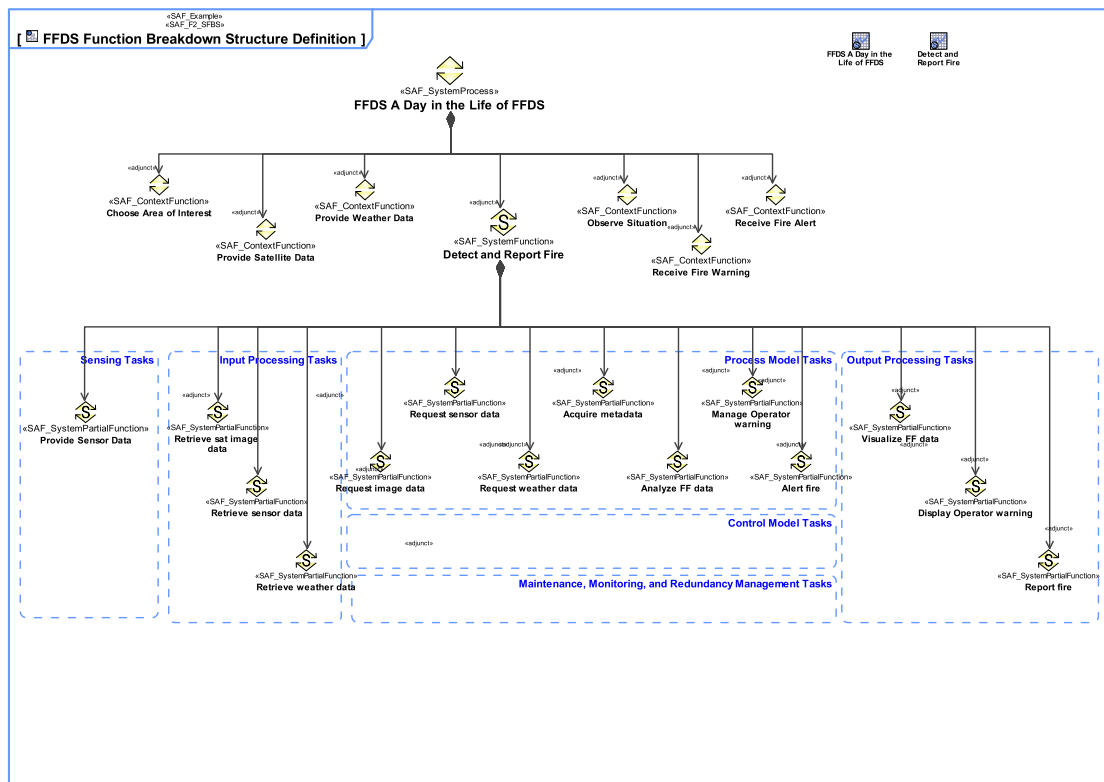 «SAF_Example»
«SAF_F2_SFBS»
[ FFDS Function Breakdown Structure Definition ]
FFDS A Day in the
Life of FFDS
Detect and
Report Fire
«SAF_SystemProcess»
FFDS A Day in the Life of FFDS
«adjunct»
«SAF_ContextFunction»
Choose Area of Interest
«adjunct»
«SAF_ContextFunction»
Provide Satellite Data
«adjunct»
«SAF_ContextFunction»
Provide Weather Data
«adjunct»
S
«SAF_SystemFunction»
Detect and Report Fire
«adjunct»
«SAF_ContextFunction»
Observe Situation
«adjunct»
«SAF_ContextFunction»
Receive Fire Warning
«adjunct»
«SAF_ContextFunction»
Receive Fire Alert
Sensing Tasks
S
«SAF_SystemPartialFunction»
Provide Sensor Data
Input Processing Tasks
«adjunct»
«adjunct»
S
«SAF_SystemPartialFunction»
Retrieve sat image
data
S
«SAF_SystemPartialFunction»
Retrieve sensor data
S
«SAF_SystemPartialFunction»
Retrieve weather data
Process Model Tasks
S
«SAF_SystemPartialFunction»
Request sensor data
«adjunct»
S
«SAF_SystemPartialFunction»
Acquire metadata
«adjunct»
«adjunct»
S
«SAF_SystemPartialFunction»
Manage Operator
warning
«adjunct»
S
«SAF_SystemPartialFunction»
Request image data
«adjunct»
«adjunct»
S
«SAF_SystemPartialFunction»
Request weather data
S
«SAF_SystemPartialFunction»
Analyze FF data
«adjunct»
S
«SAF_SystemPartialFunction»
Alert fire
Control Model Tasks
«adjunct»
Maintenance, Monitoring, and Redundancy Management Tasks
Output Processing Tasks
«adjunct»
S
«SAF_SystemPartialFunction»
Visualize FF data
«adjunct»
«adjunct»
S
«SAF_SystemPartialFunction»
Display Operator warning
«adjunct»
S
«SAF_SystemPartialFunction»
Report fire